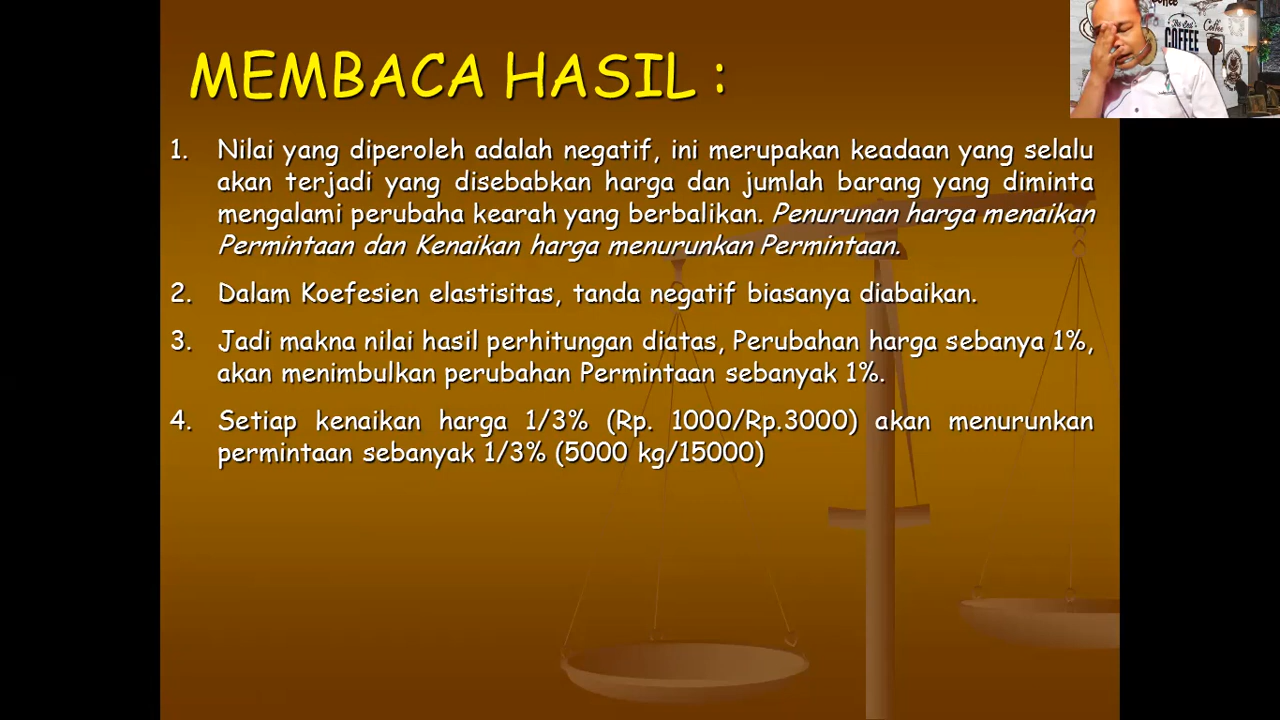 MEMBACA HASIL :
1. Nilai yang diperoleh adalah negatif, ini merupakan keadaan yang selalu
akan terjadi yang disebabkan harga dan jumlah barang yang diminta
mengalami perubaha kearah yang berbalikan. Penurunan harga menaikan
Permintaan dan Kenaikan harga menurunkan Permintaan.
2. Dalam Koefesien elastisitas, tanda negatif biasanya diabaikan.
3. Jadi makna nilai hasil perhitungan diatas, Perubahan harga sebanya 1%,
akan menimbulkan perubahan Permintaan sebanyak 1%.
4. Setiap kenaikan harga 1/3% (Rp. 1000/Rp.3000) akan menurunkan
permintaan sebanyak 1/3% (5000 kg/15000)
Coffee
COFFEE